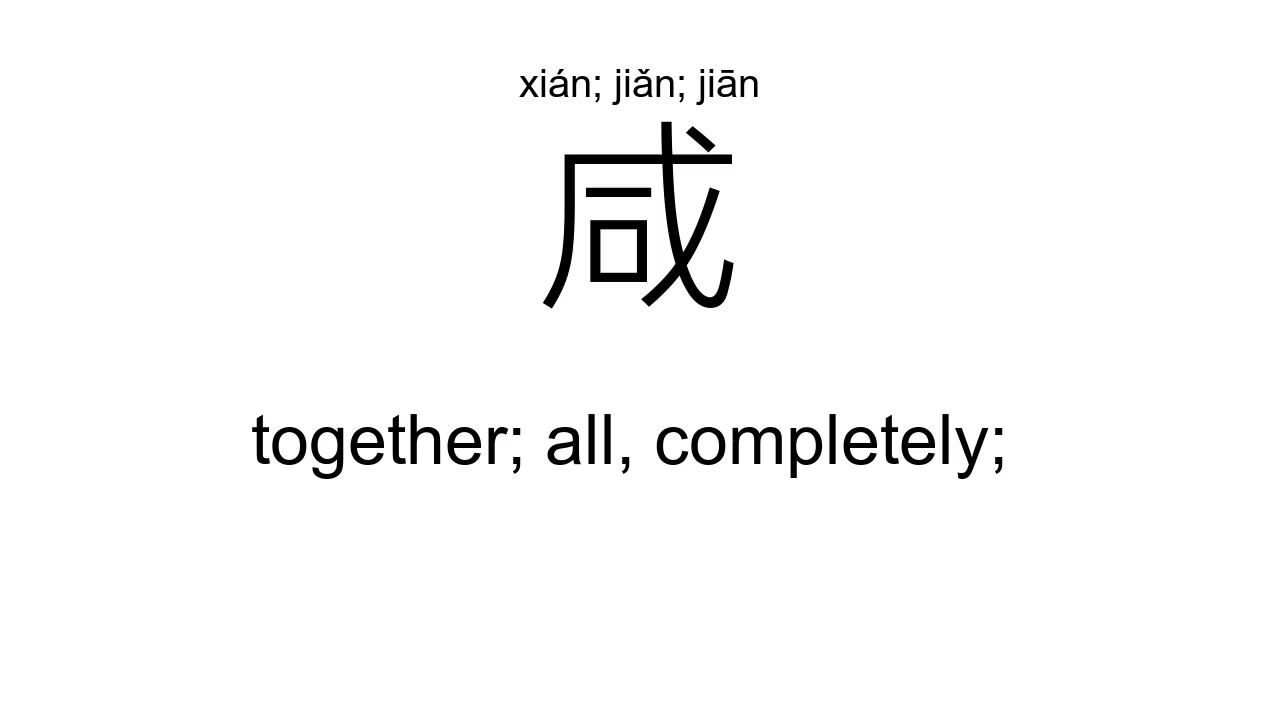 xián; jiǎn; jiān
咸
together; all, completely;